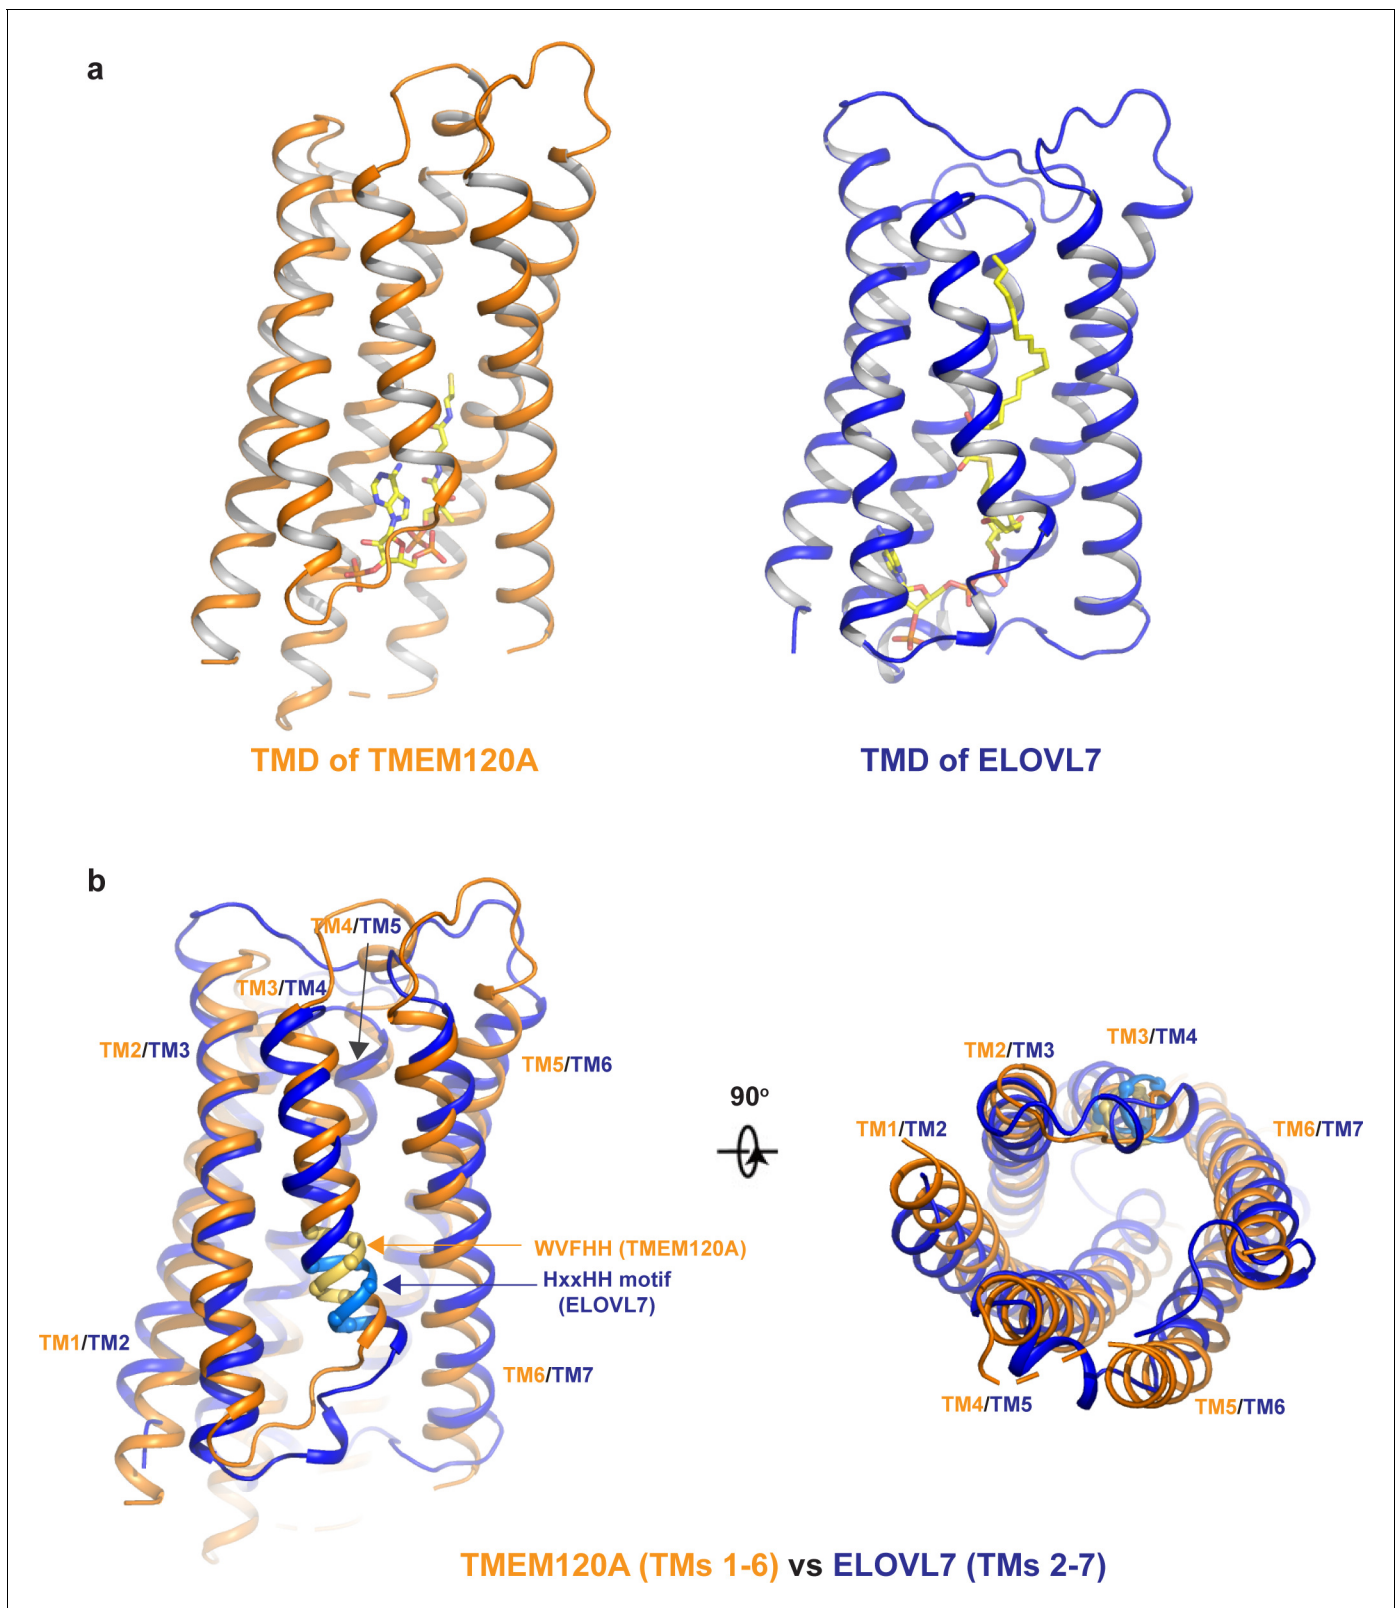 a
TMD of TMEM120A
TMD of ELOVL7
b
TM4/TM5
TM3/TM4
TM2/TM3
TM5/TM6
WVFHH (TMEM120A)
HxxHH motif
(ELOVL7)
TM1/TM2
TM6/TM7
90º
TM3/TM4
TM2/TM3
TM1/TM2
TM6/TM7
TM4/TM5
TM5/TM6
TMEM120A (TMs 1-6) vs ELOVL7 (TMs 2-7)